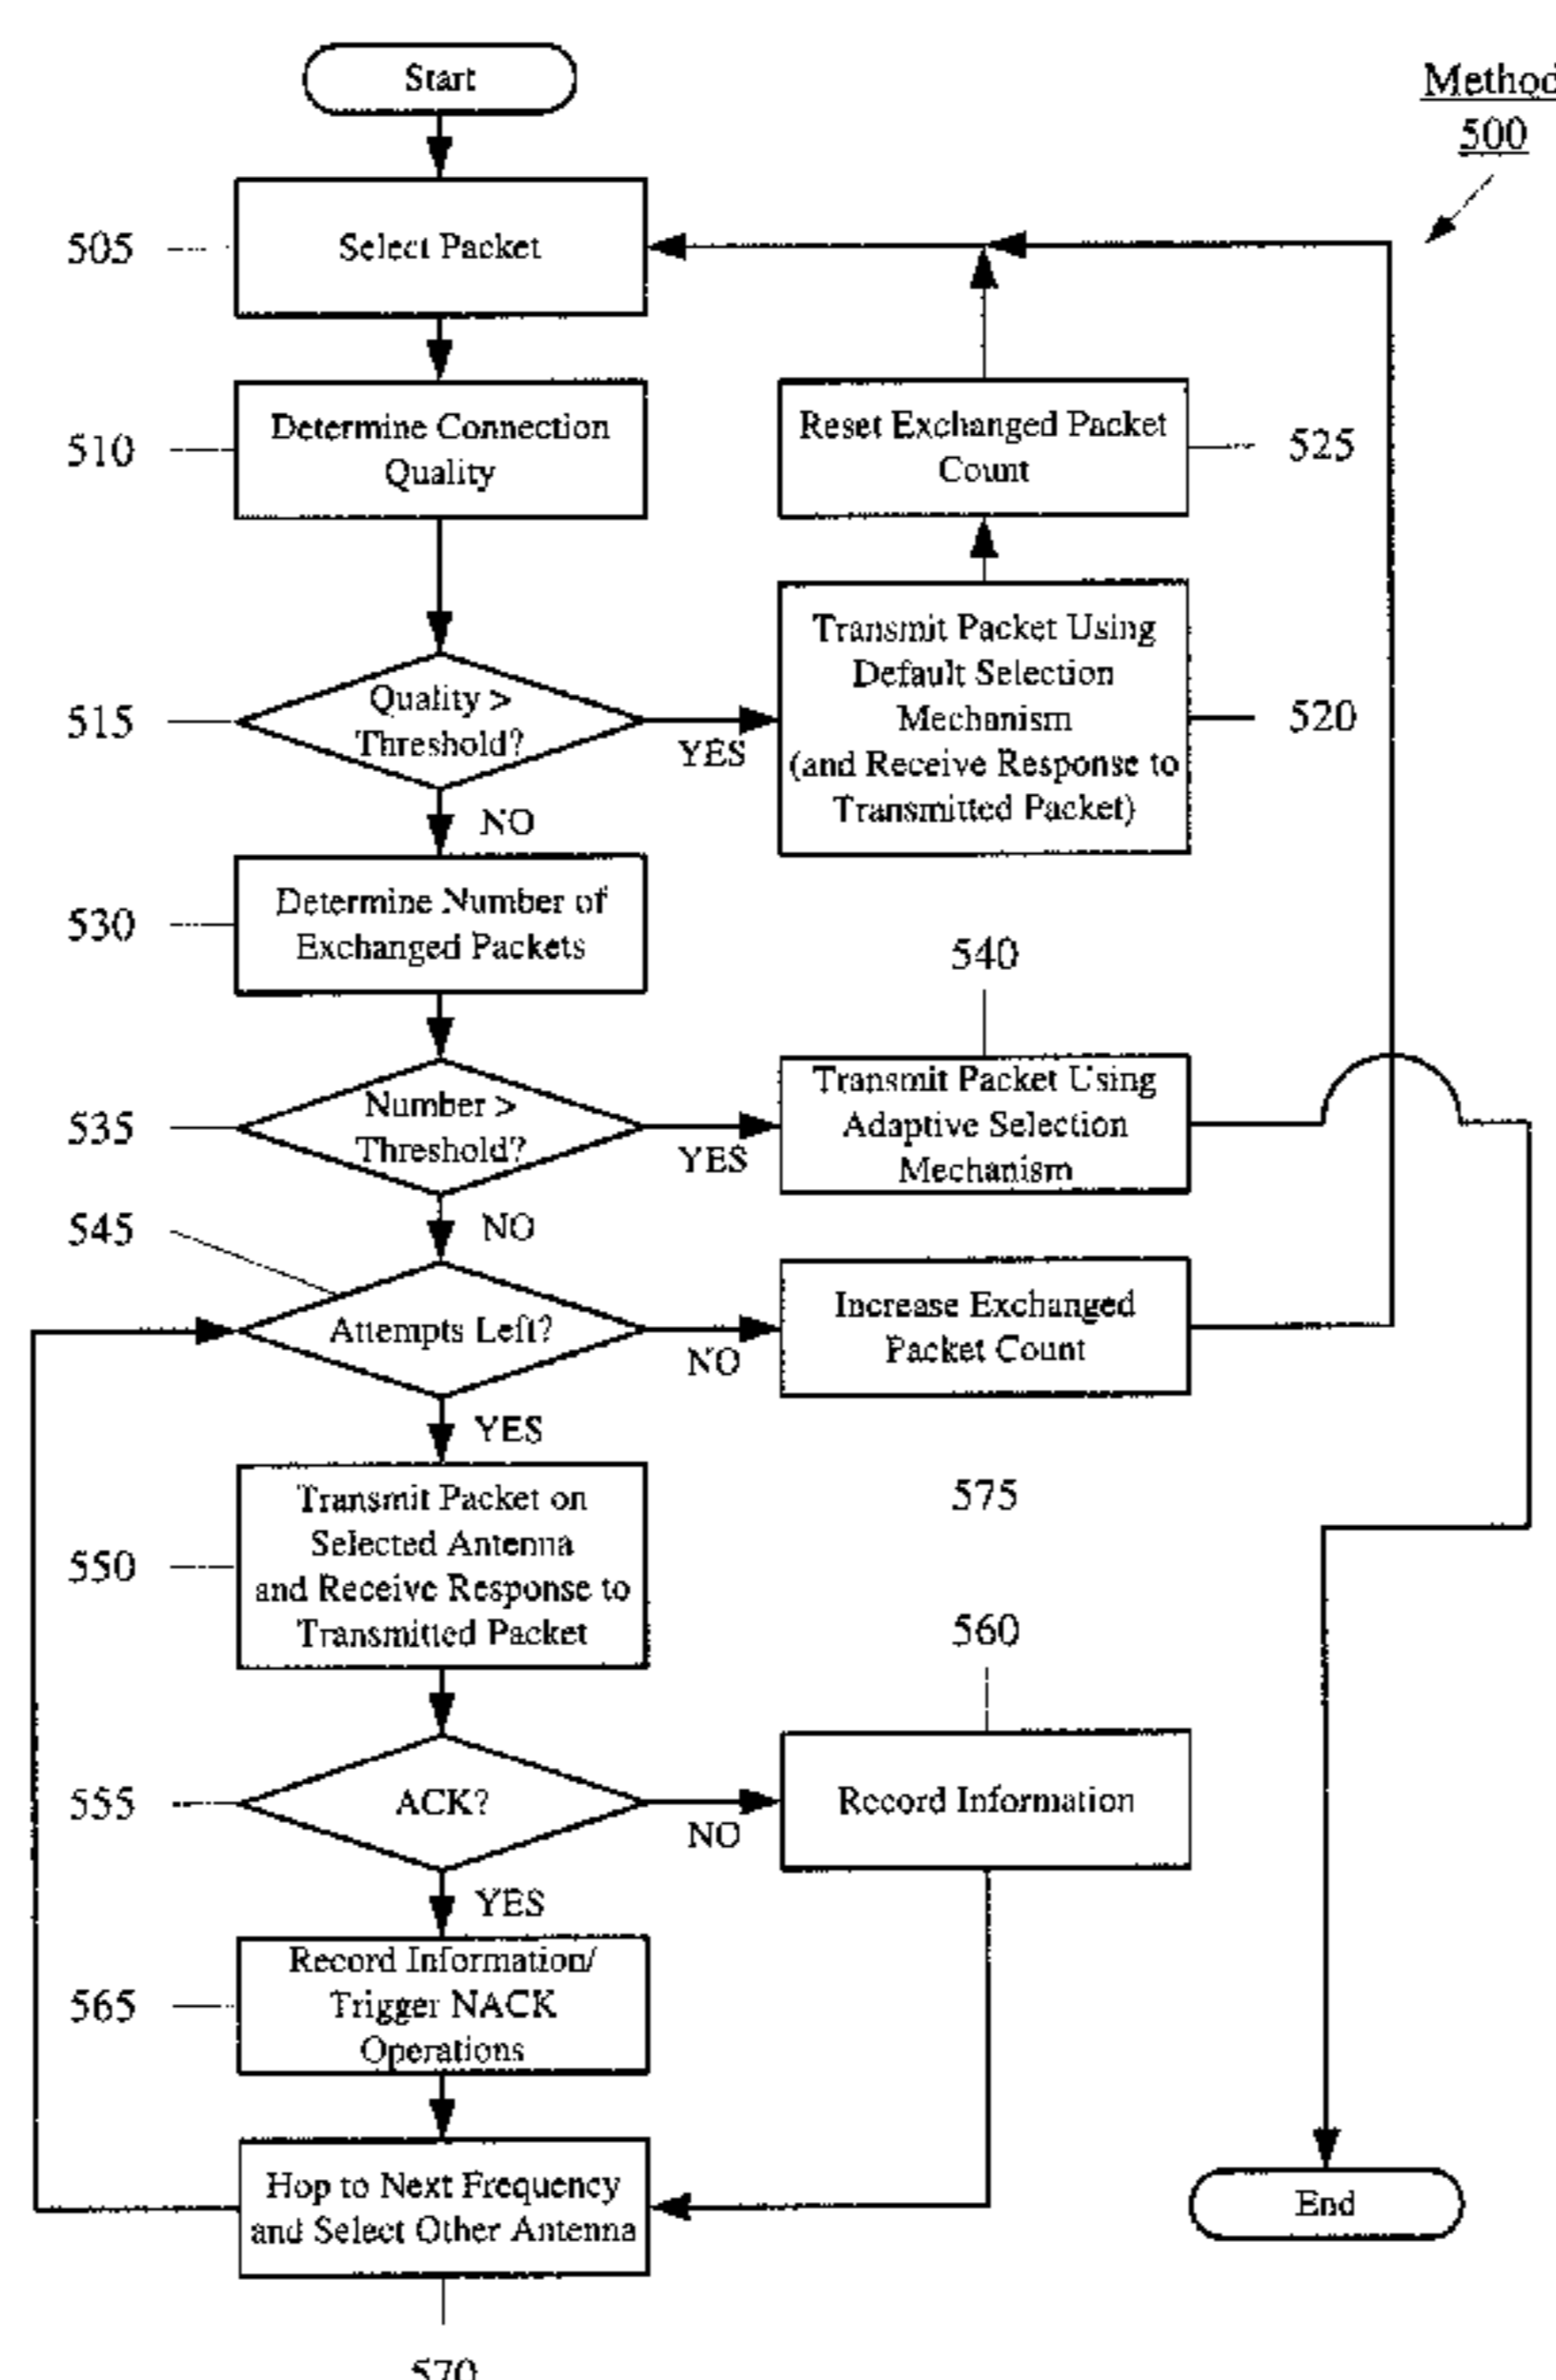 Start
Method
500
505
Select Packet
510
Determine Connection
Quality
Reset Exchanged Packet
Count
525
515
Quality >
Threshold?
YES
NO
Transmit Packet Using
Default Selection
Mechanism
(and Receive Response to
Transmitted Packet)
520
530
Determine Number of
Exchanged Packets
540
535
Number >
Threshold?
YES
NO
Transmit Packet Using
Adaptive Selection
Mechanism
545
Attempts Left?
NO
YES
Increase Exchanged
Packet Count
575
550
Transmit Packet on
Selected Antenna
and Receive Response to
Transmitted Packet
560
555
ACK?
NO
YES
Record Information
565
Record Information/
Trigger NACK
Operations
Hop to Next Frequency
and Select Other Antenna
End
570